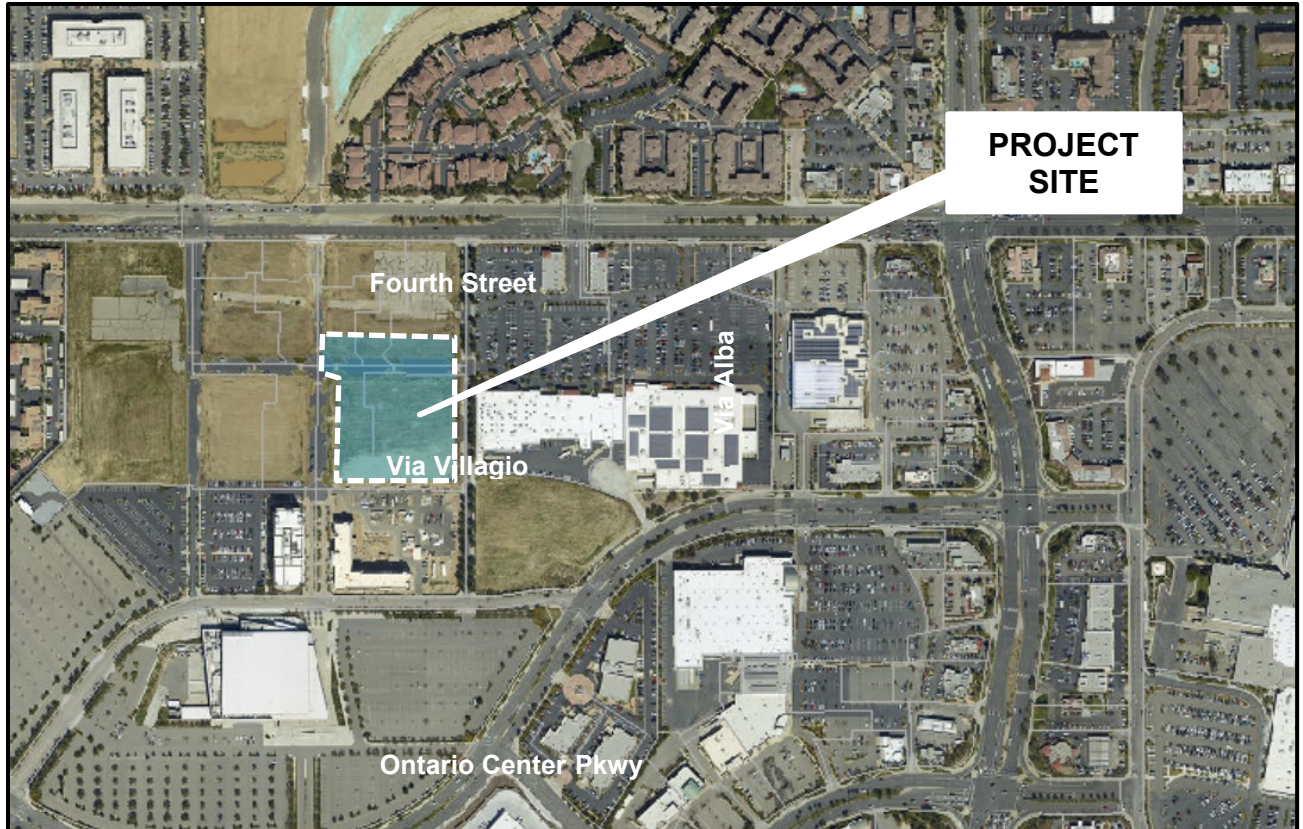 PROJECT
SITE
Fourth Street
Via Alba
Via Villagio
Ontario Center Pkwy